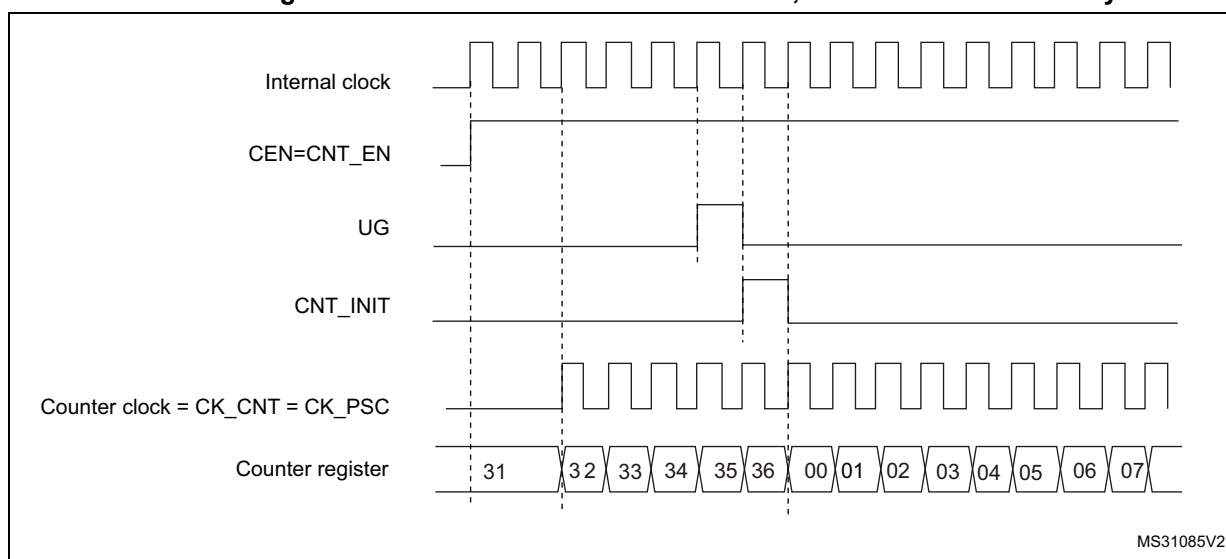 Internal clock
CEN=CNT_EN
UG
CNT_INIT
Counter clock = CK_CNT = CK_PSC
Counter register
31 32 33 34 35 36 00 01 02 03 04 05 06 07
MS31085V2